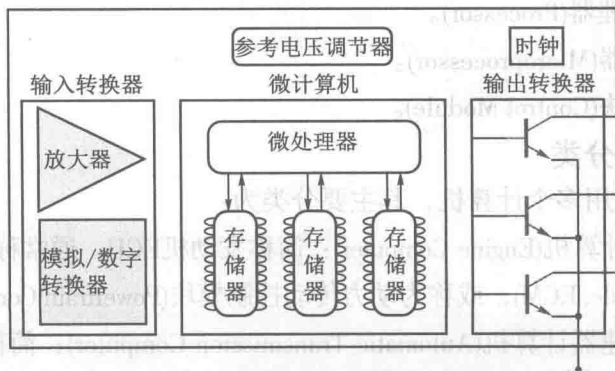 参考电压调节器
时钟
输入转换器
微计算机
输出转换器
放大器
微处理器
模拟/数字
转换器
存储器
存储器
存储器